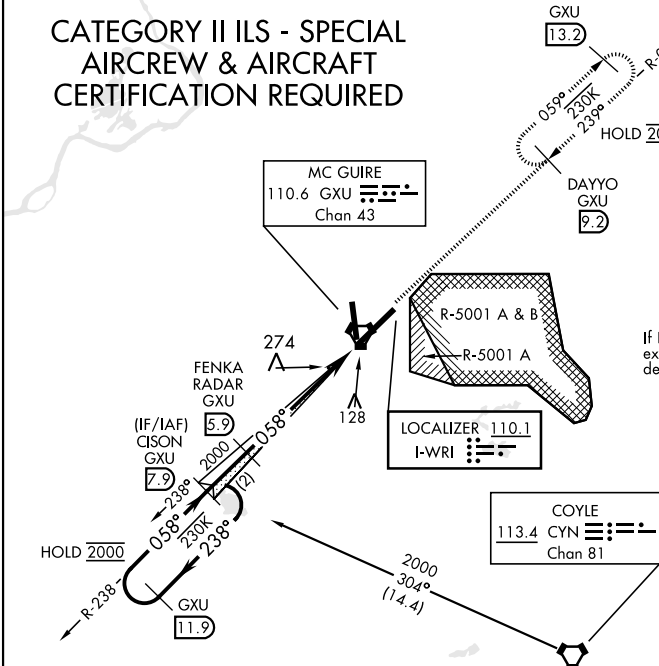 CATEGORY II ILS - SPECIAL
AIRCREW & AIRCRAFT
CERTIFICATION REQUIRED
GXU
13.2
059°
230K
239°
HOLD
DAYYO
GXU
9.2
MC GUIRE
110.6 GXU
Chan 43
R-5001 A & B
R-5001 A
274
128
FENKA
RADAR
GXU
5.9
(IF/IAF)
CISON
GXU
7.9
2000
058°
(2)
238°
058°
230K
238°
HOLD 2000
R-238
GXU
11.9
LOCALIZER 110.1
I-WRI
COYLE
113.4 CYN
Chan 81
2000
304°
(14.4)
If
ex
de